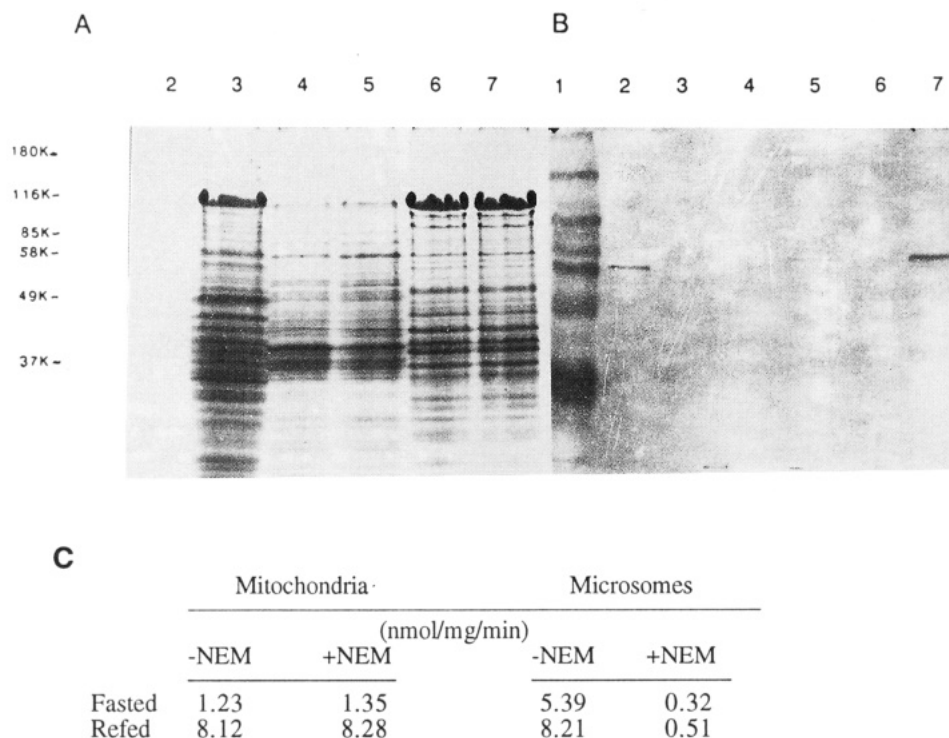 A
B
2 3 4 5 6 7
1 2 3 4 5 6 7
180K-
116K-
85K-
58K-
49K-
37K-
C
Mitochondria Microsomes
(nmol/mg/min)
-NEM +NEM -NEM +NEM
Fasted 1.23 1.35 5.39 0.32
Refed 8.12 8.28 8.21 0.51